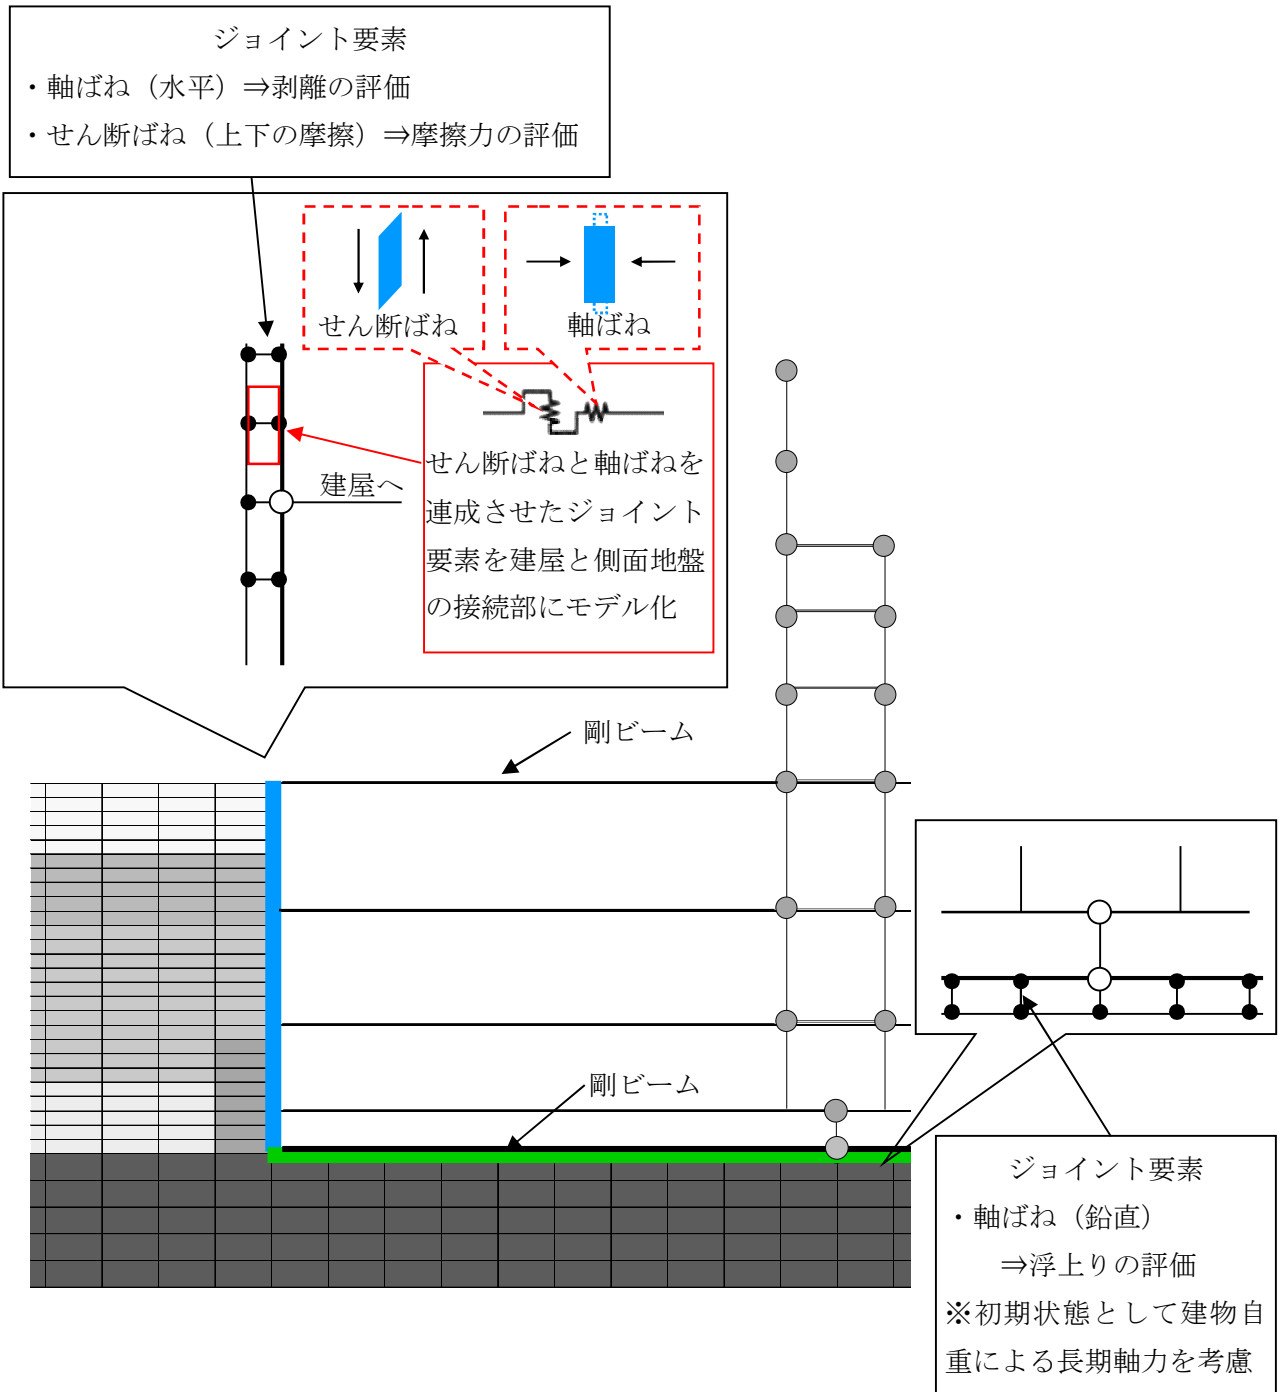 ジョイント要素
・軸ばね（水平）⇒剥離の評価
・せん断ばね（上下の摩擦）⇒摩擦力の評価
せん断ばね
軸ばね
建屋へ
せん断ばねと軸ばねを
連成させたジョイント
要素を建屋と側面地盤
の接続部にモデル化
剛ビーム
剛ビーム
ジョイント要素
・軸ばね（鉛直）
⇒浮上りの評価
※初期状態として建物自
重による長期軸力を考慮